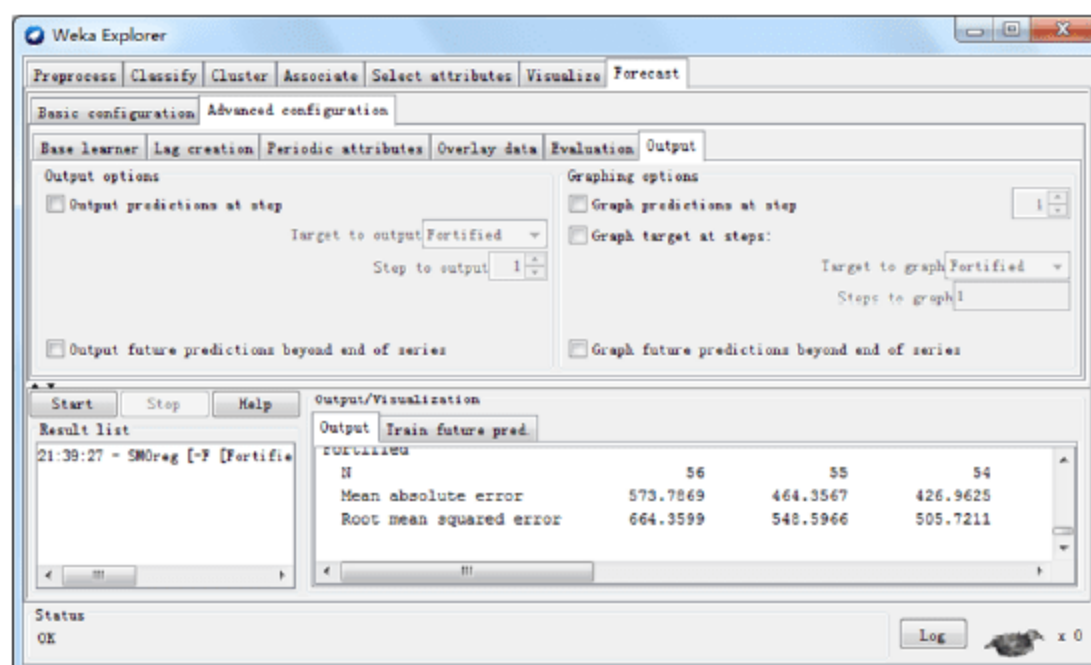 Weka Explorer
Preprocess Classify Cluster Associate Select attributes Visualize Forecast
Basic configuration Advanced configuration
Base learner Lag creation Periodic attributes Overlay data Evaluation Output
Output options
Output predictions at step
Target to output Fortified
Step to output 1
Output future predictions beyond end of series
Graphing options
Graph predictions at step 1
Graph target at steps:
Target to graph Fortified
Steps to graph 1
Graph future predictions beyond end of series
Start Stop Help
Result list
21:39:27 - SMOreg [-F [Fortifie
Output/Visualization
Output Train future pred.
Fortified
N 56 55 54
Mean absolute error 573.7869 464.3567 426.9625
Root mean squared error 664.3599 548.5966 505.7211
Status
OK
Log x 0